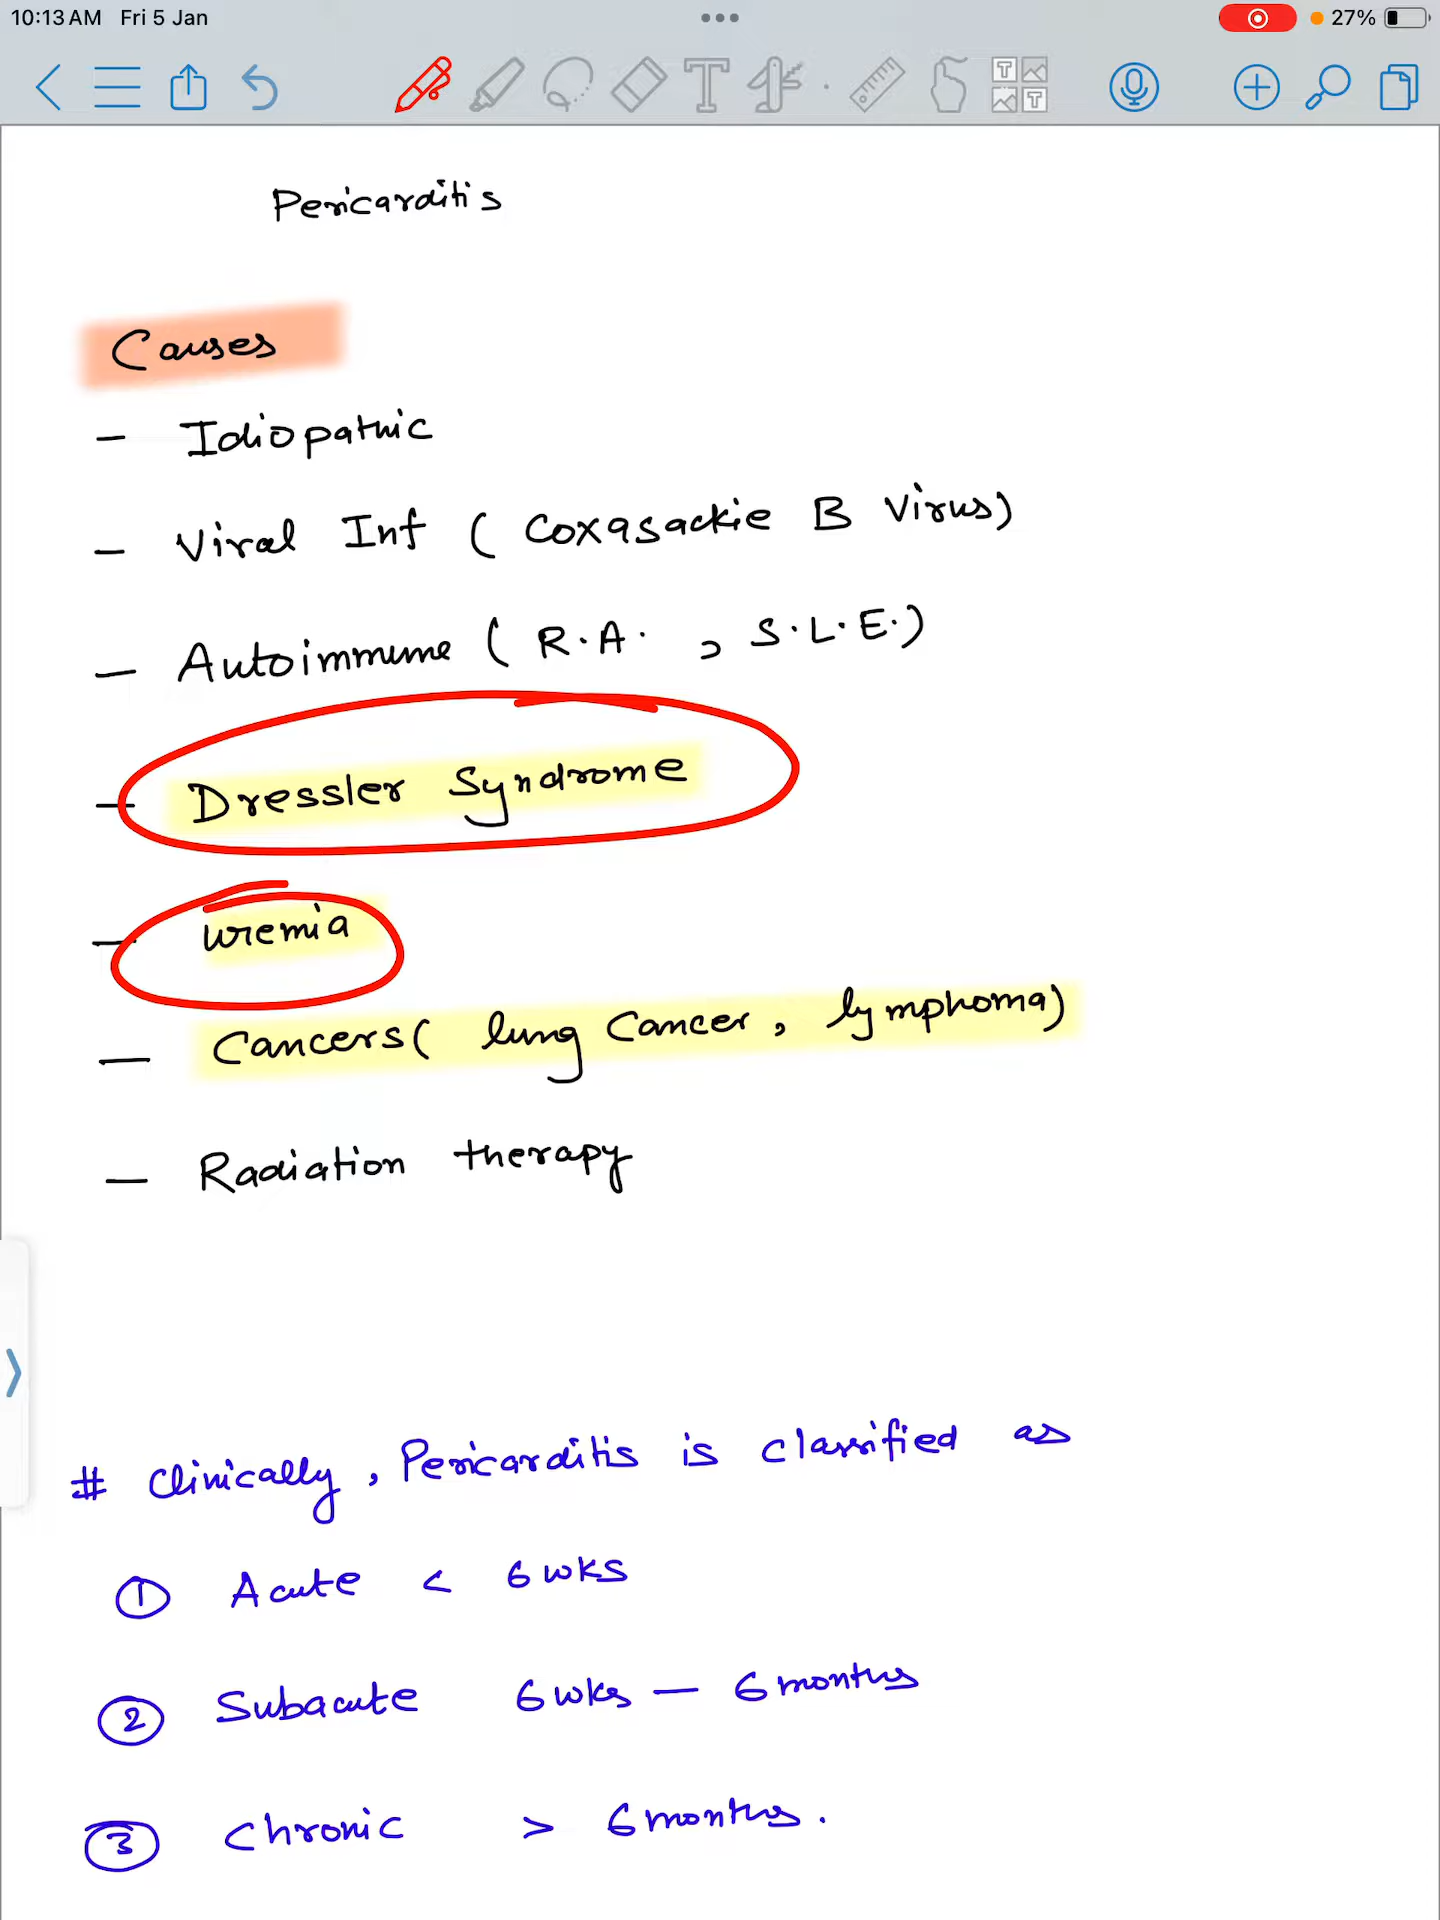 10:13 AM Fri 5 Jan
27%
Pericarditis
Causes
- Idiopathic
- Viral Inf ( Coxasackie B Virus)
- Autoimmune ( R.A. , S.L.E.)
- Dressler Syndrome
- Uremia
- Cancers( lung Cancer, lymphoma)
- Radiation therapy
# Clinically, Pericarditis is classified as
① Acute < 6 wks
② Subacute 6 wks - 6 months
③ Chronic > 6 months.